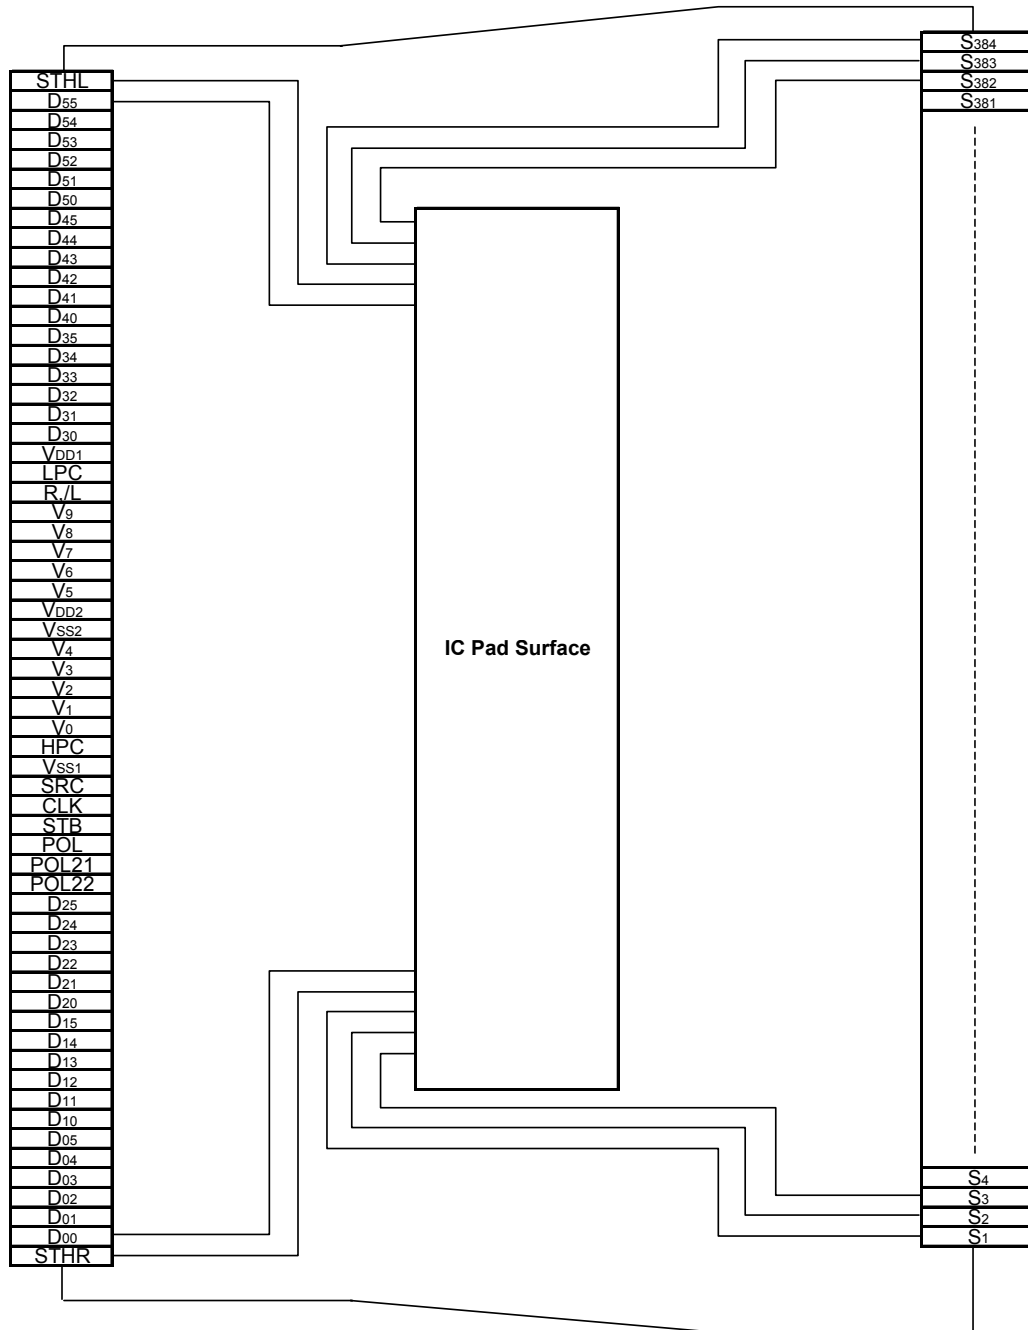 STHL
D55
D54
D53
D52
D51
D50
D45
D44
D43
D42
D41
D40
D35
D34
D33
D32
D31
D30
VDD1
LPC
R,/L
V9
V8
V7
V6
V5
VDD2
VSS2
V4
V3
V2
V1
V0
HPC
VSS1
SRC
CLK
STB
POL
POL21
POL22
D25
D24
D23
D22
D21
D20
D15
D14
D13
D12
D11
D10
D05
D04
D03
D02
D01
D00
STHR
IC Pad Surface
S384
S383
S382
S381
S4
S3
S2
S1